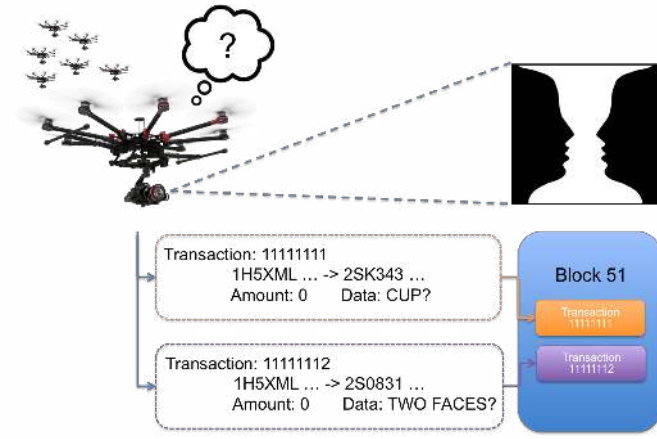 ?
Transaction: 11111111
1H5XML ... -> 2SK343 ...
Amount: 0 Data: CUP?
Transaction: 11111112
1H5XML ... -> 2S0831 ...
Amount: 0 Data: TWO FACES?
Block 51
Transaction
11111111
Transaction
11111112